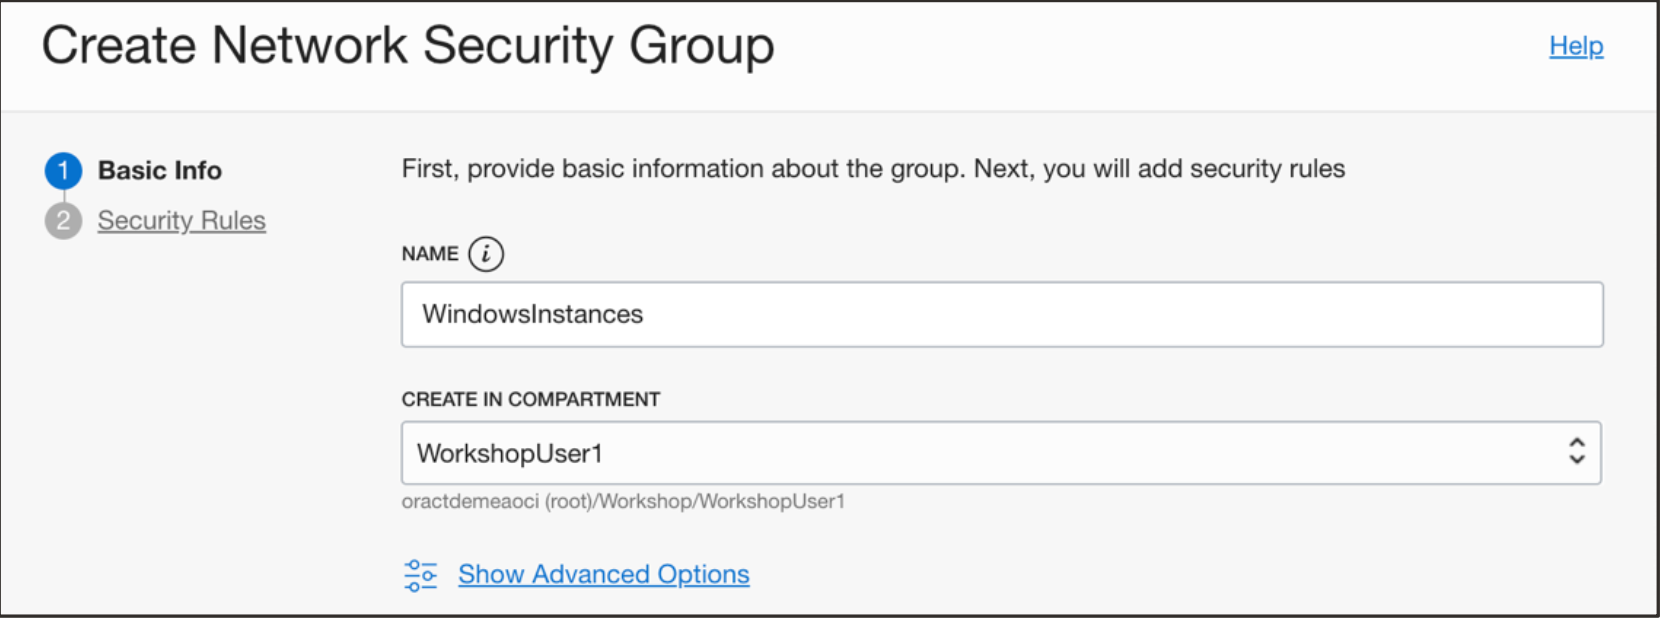 Create Network Security Group
Help
1 Basic Info
2 Security Rules
First, provide basic information about the group. Next, you will add security rules
NAME i
WindowsInstances
CREATE IN COMPARTMENT
WorkshopUser1
oractdemeaoci (root)/Workshop/WorkshopUser1
Show Advanced Options